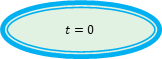 t = 0